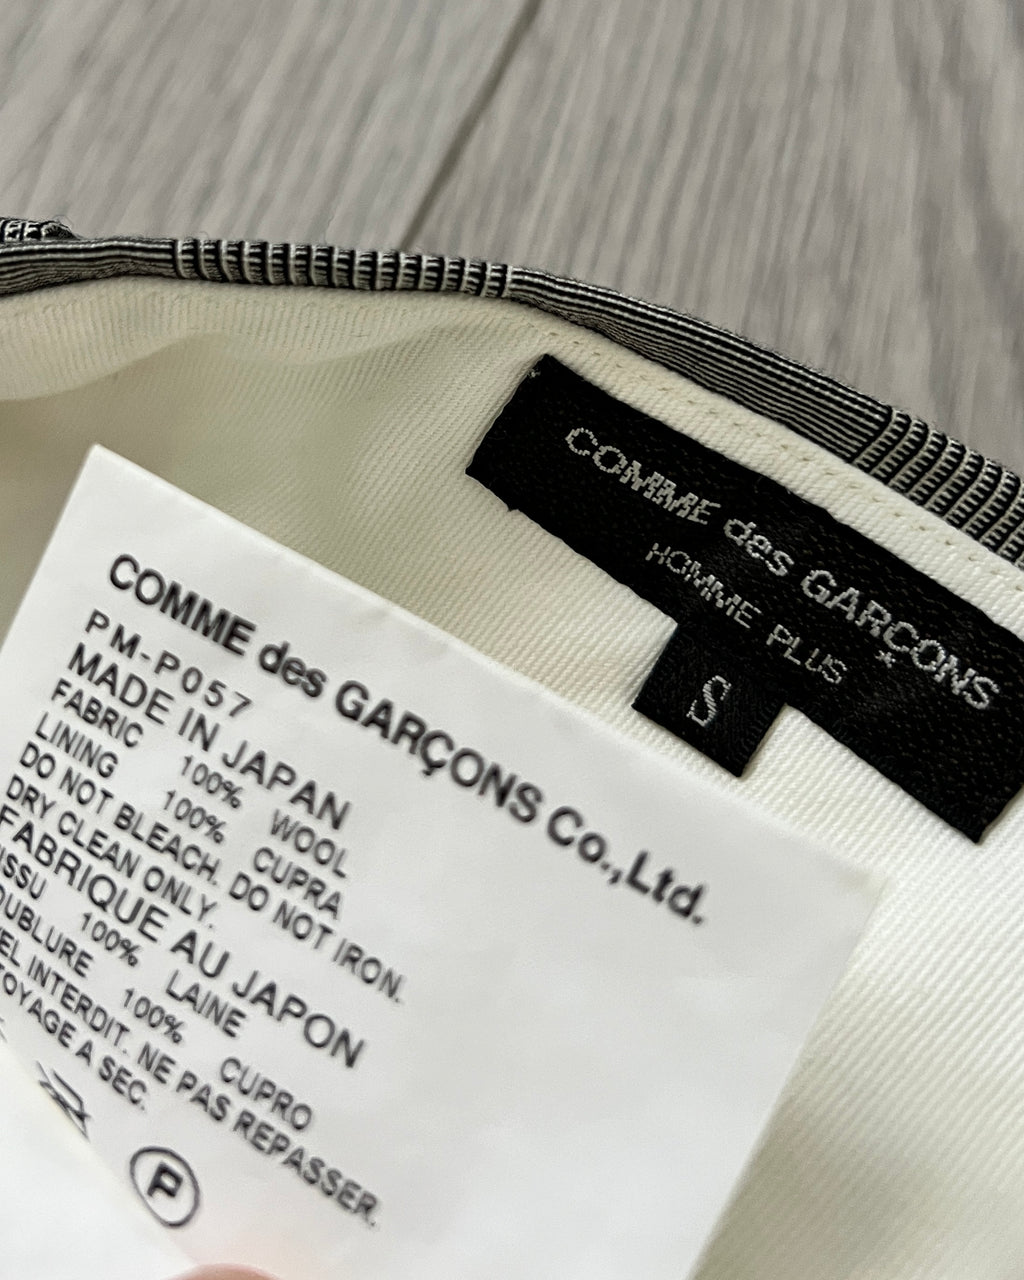 COMME des GARÇONS
HOMME PLUS
S
COMME des GARÇONS Co.,Ltd.
PM-P057
MADE IN JAPAN
FABRIC 100% WOOL
LINING 100% CUPRA
DO NOT BLEACH. DO NOT IRON.
DRY CLEAN ONLY.
FABRIQUE AU JAPON
100% LAINE
100% CUPRO
INTERDIT. NE PAS REPASSER.
A SEC.
P